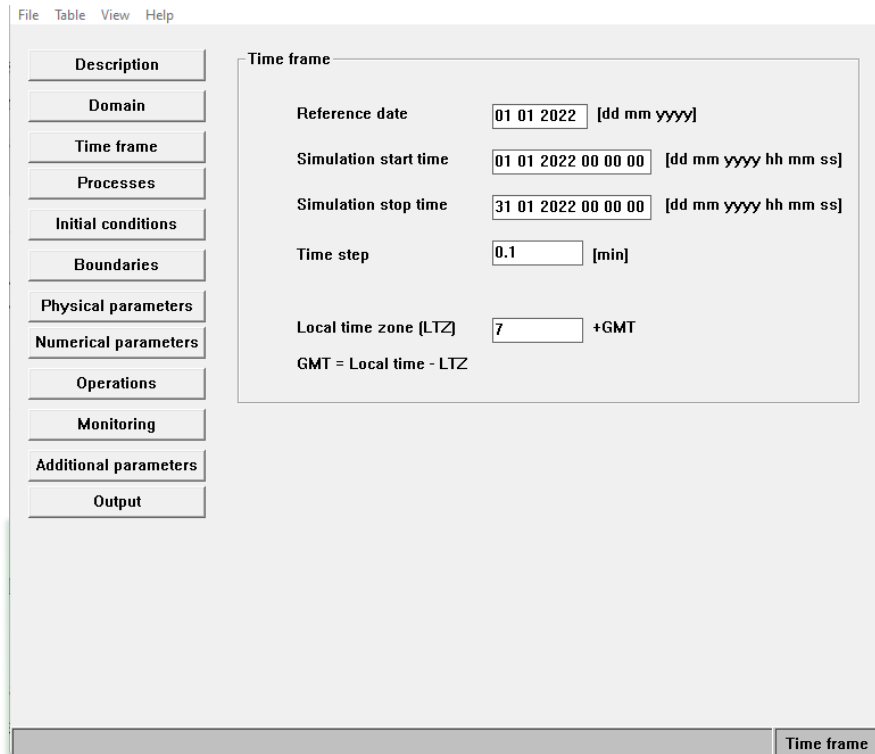 File Table View Help
Description
Domain
Time frame
Processes
Initial conditions
Boundaries
Physical parameters
Numerical parameters
Operations
Monitoring
Additional parameters
Output
Time frame
Reference date 01 01 2022 [dd mm yyyy]
Simulation start time 01 01 2022 00 00 00 [dd mm yyyy hh mm ss]
Simulation stop time 31 01 2022 00 00 00 [dd mm yyyy hh mm ss]
Time step 0.1 [min]
Local time zone (LTZ) 7 +GMT
GMT = Local time - LTZ
Time frame